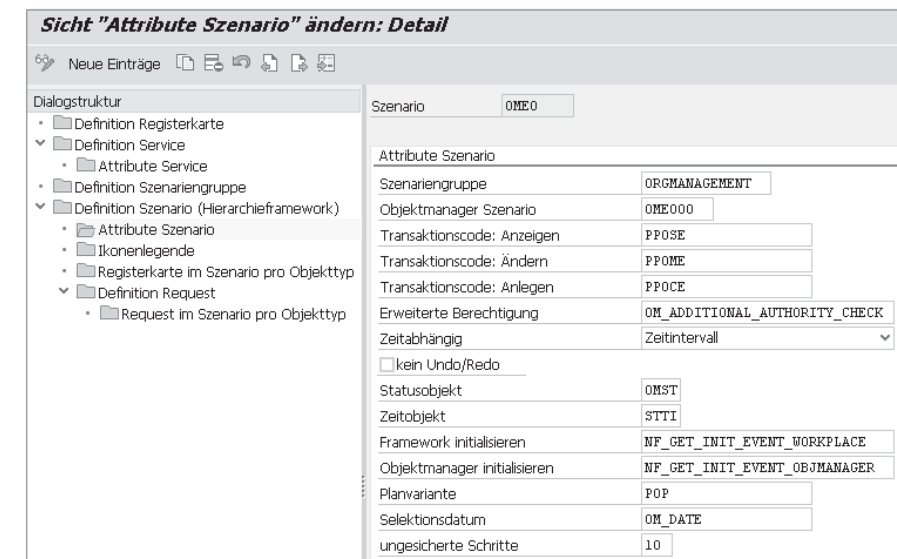 Sicht "Attribute Szenario" ändern: Detail
Neue Einträge
Dialogstruktur
Definition Registerkarte
Definition Service
Attribute Service
Definition Szenariengruppe
Definition Szenario (Hierarchieframework)
Attribute Szenario
Ikonenlegende
Registerkarte im Szenario pro Objekttyp
Definition Request
Request im Szenario pro Objekttyp
Szenario OME0
Attribute Szenario
Szenariengruppe ORGMANAGEMENT
Objektmanager Szenario OME000
Transaktionscode: Anzeigen PPOSE
Transaktionscode: Ändern PPOME
Transaktionscode: Anlegen PPOCE
Erweiterte Berechtigung OM_ADDITIONAL_AUTHORITY_CHECK
Zeitabhängig Zeitintervall
kein Undo/Redo
Statusobjekt OMST
Zeitobjekt STTI
Framework initialisieren NF_GET_INIT_EVENT_WORKPLACE
Objektmanager initialisieren NF_GET_INIT_EVENT_OBJMANAGER
Planvariante POP
Selektionsdatum OM_DATE
ungesicherte Schritte 10